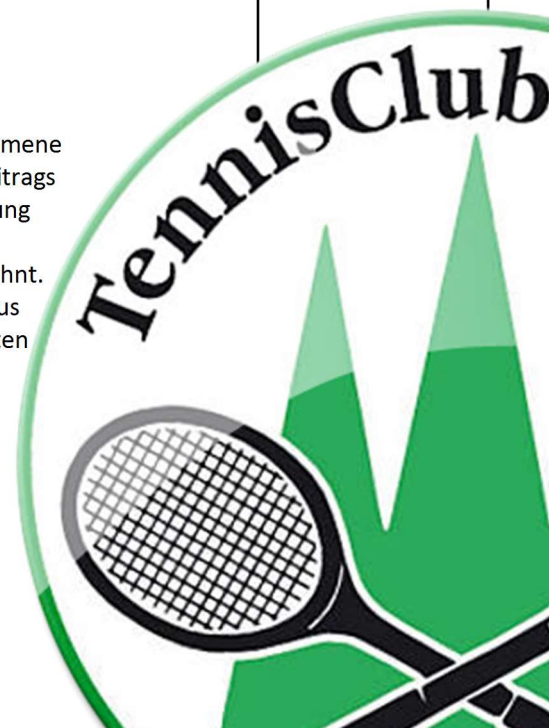 TennisClub
mene
itrags
ung
hnt.
us
ten